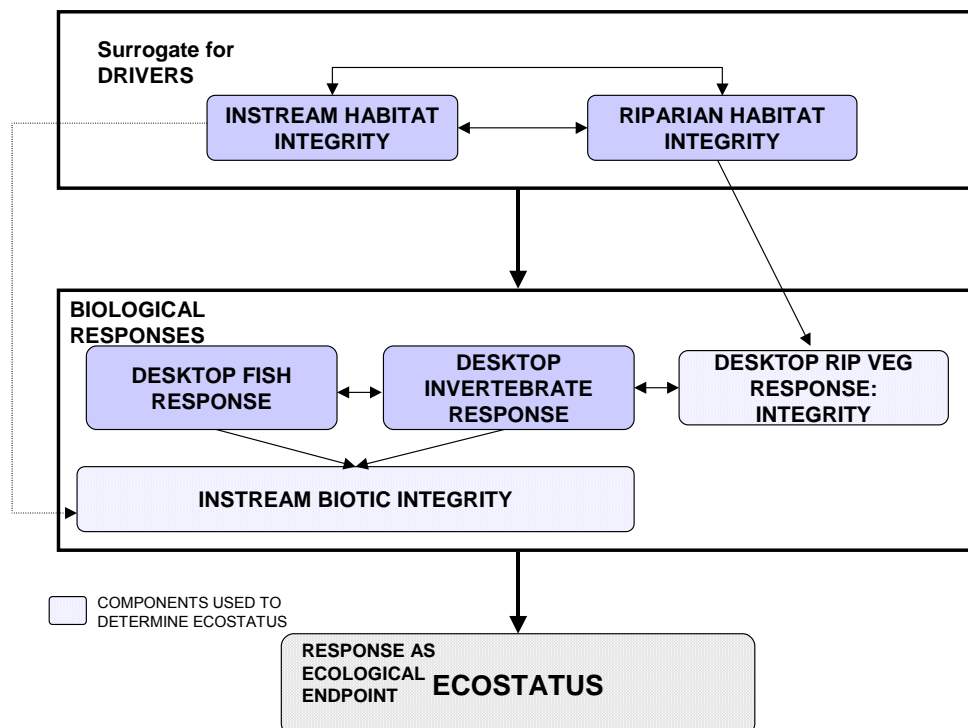 Surrogate for
DRIVERS
INSTREAM HABITAT
INTEGRITY
RIPARIAN HABITAT
INTEGRITY
BIOLOGICAL
RESPONSES
DESKTOP FISH
RESPONSE
DESKTOP
INVERTEBRATE
RESPONSE
DESKTOP RIP VEG
RESPONSE:
INTEGRITY
INSTREAM BIOTIC INTEGRITY
COMPONENTS USED TO
DETERMINE ECOSTATUS
RESPONSE AS
ECOLOGICAL
ENDPOINT
ECOSTATUS